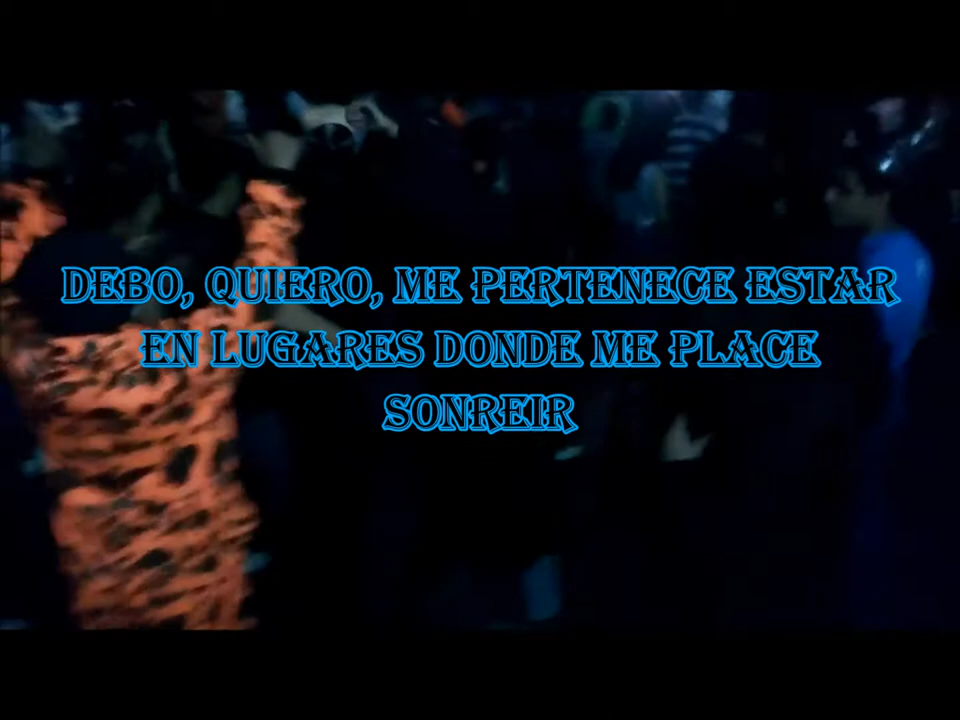 DEBO, QUIERO, ME PERTENECE ESTAR
EN LUGARES DONDE ME PLACE
SONREIR